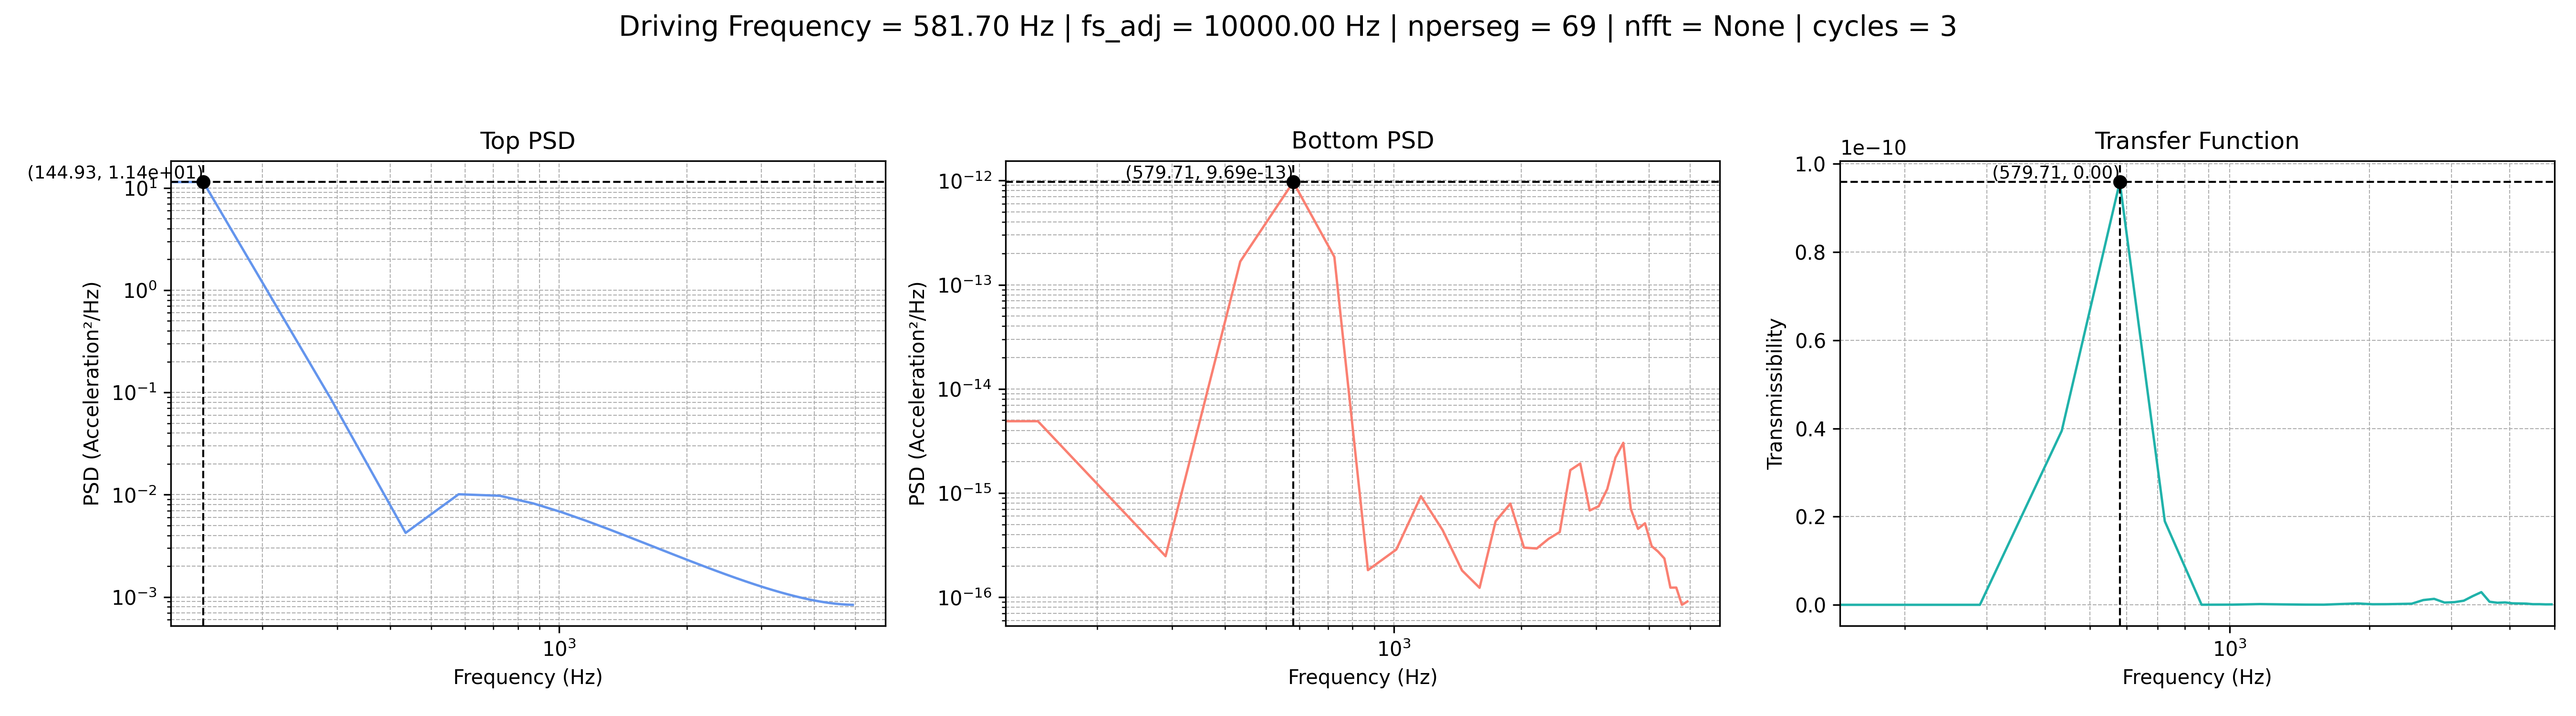 Driving Frequency = 581.70 Hz | fs_adj = 10000.00 Hz | nperseg = 69 | nfft = None | cycles = 3
Top PSD
(144.93, 1.14e+01)
10¹
10⁰
10⁻¹
10⁻²
10⁻³
PSD (Acceleration²/Hz)
10³
Frequency (Hz)
Bottom PSD
(579.71, 9.69e-13)
10⁻¹²
10⁻¹³
10⁻¹⁴
10⁻¹⁵
10⁻¹⁶
PSD (Acceleration²/Hz)
10³
Frequency (Hz)
Transfer Function
1e−10
(579.71, 0.00)
1.0
0.8
0.6
0.4
0.2
0.0
Transmissibility
10³
Frequency (Hz)